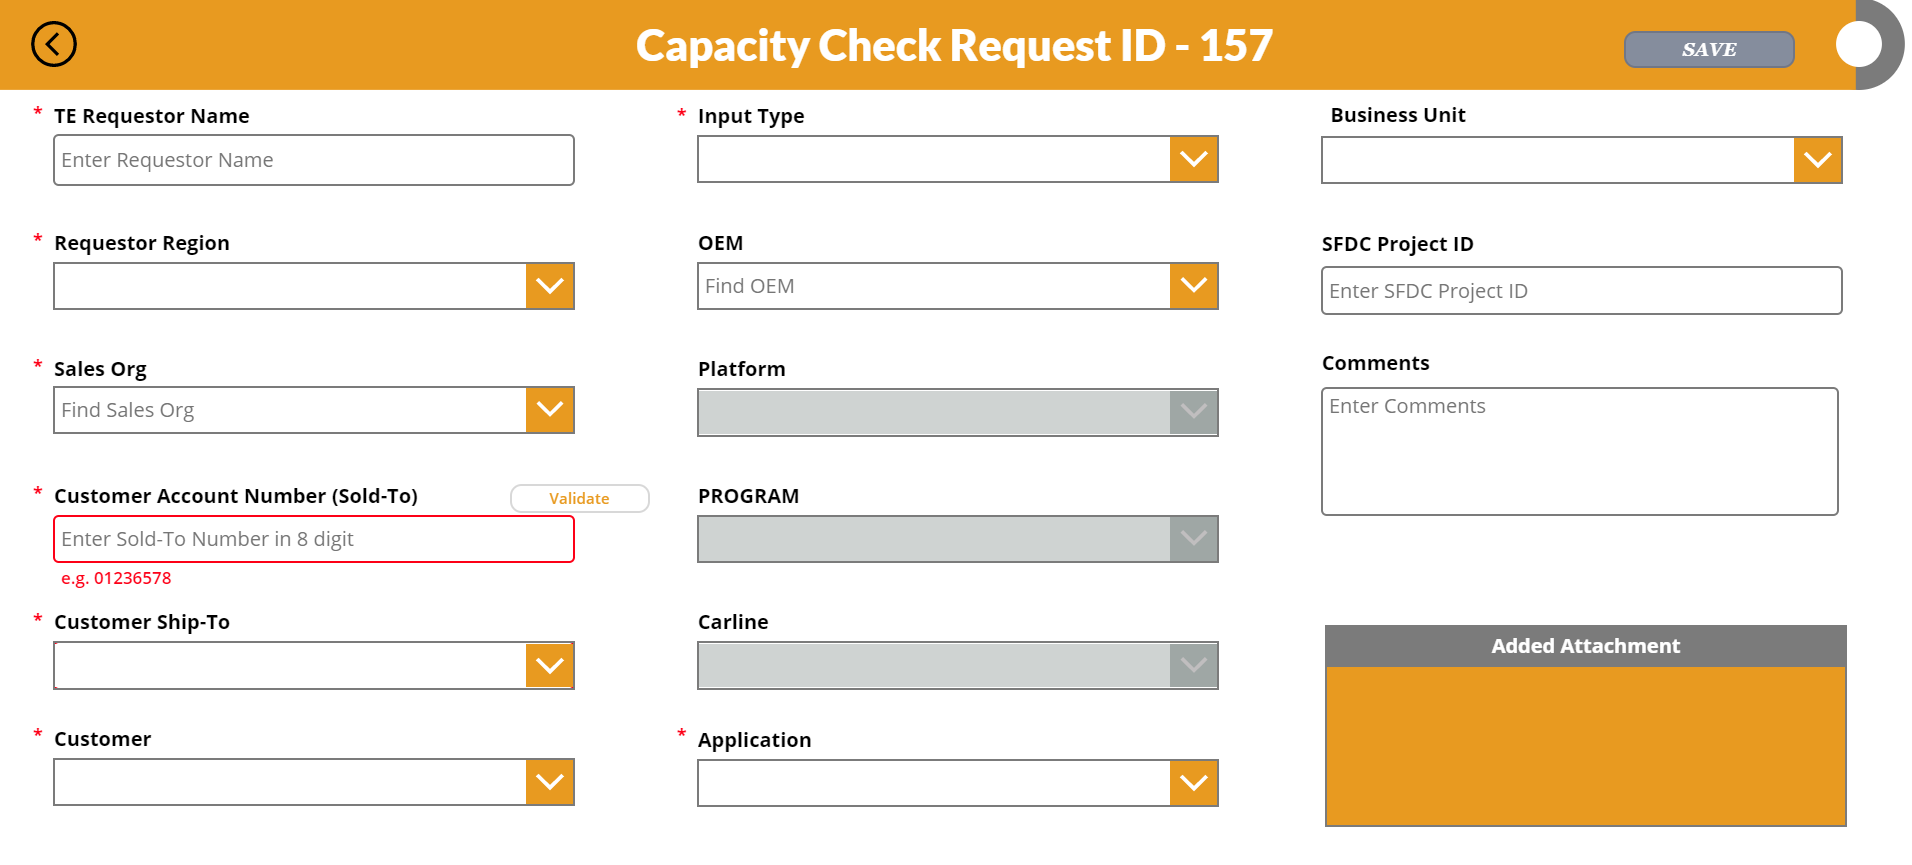 Capacity Check Request ID - 157
SAVE
* TE Requestor Name
Enter Requestor Name
* Requestor Region
* Sales Org
Find Sales Org
* Customer Account Number (Sold-To)
Validate
Enter Sold-To Number in 8 digit
e.g. 01236578
* Customer Ship-To
* Customer
* Input Type
OEM
Find OEM
Platform
PROGRAM
Carline
* Application
Business Unit
SFDC Project ID
Enter SFDC Project ID
Comments
Enter Comments
Added Attachment